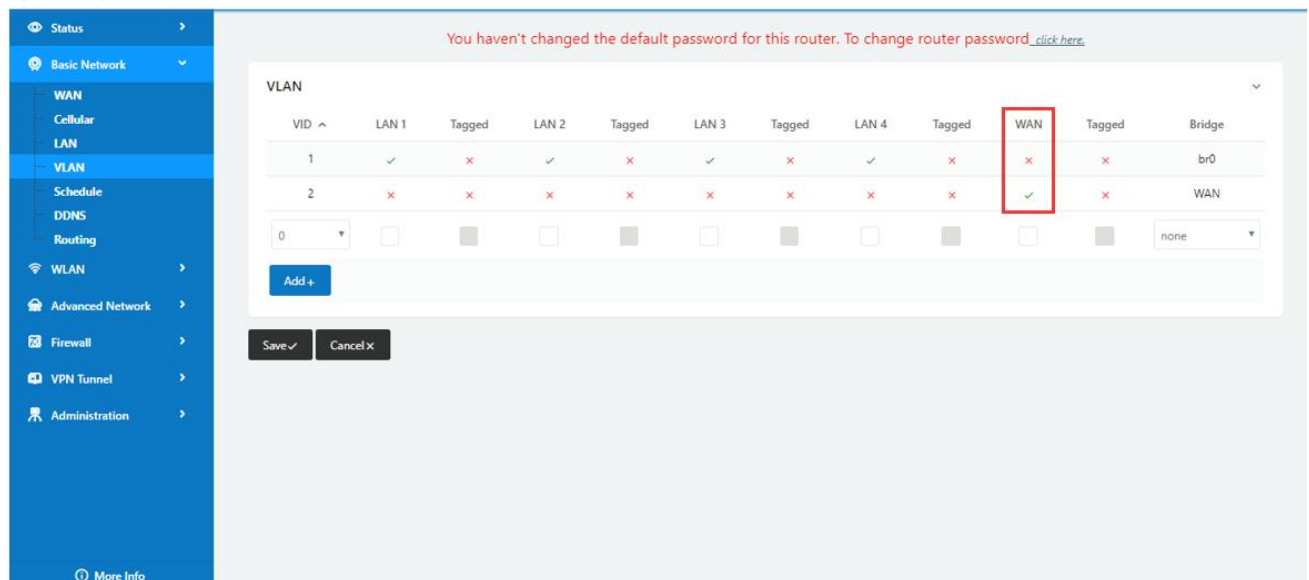 Status
Basic Network
WAN
Cellular
LAN
VLAN
Schedule
DDNS
Routing
WLAN
Advanced Network
Firewall
VPN Tunnel
Administration
More Info
You haven't changed the default password for this router. To change router password click here.
VLAN
VID LAN 1 Tagged LAN 2 Tagged LAN 3 Tagged LAN 4 Tagged WAN Tagged Bridge
1 ✓ × ✓ × ✓ × ✓ × × × br0
2 × × × × × × × × ✓ × WAN
0 none
Add +
Save ✓ Cancel ×